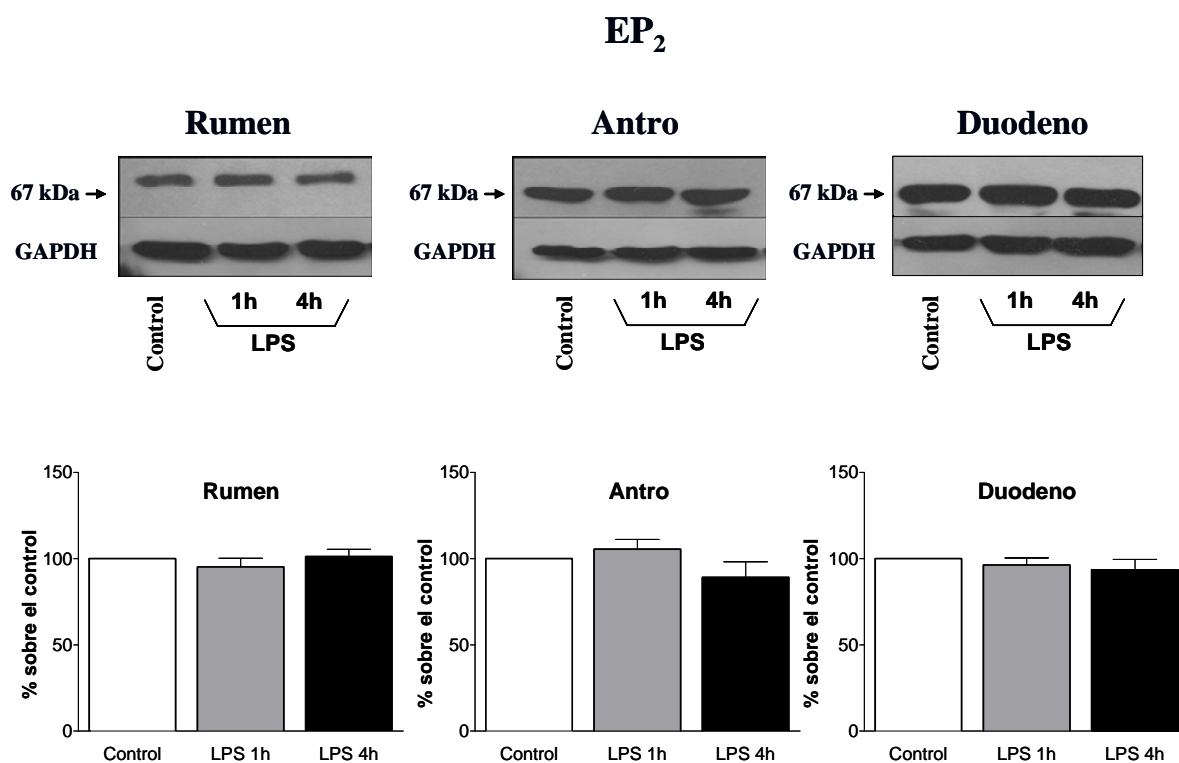 EP₂
Rumen
67 kDa
GAPDH
Control
1h 4h
LPS
Antro
67 kDa
GAPDH
Control
1h 4h
LPS
Duodeno
67 kDa
GAPDH
Control
1h 4h
LPS
Rumen
% sobre el control
150
100
50
0
Control LPS 1h LPS 4h
Antro
% sobre el control
150
100
50
0
Control LPS 1h LPS 4h
Duodeno
% sobre el control
150
100
50
0
Control LPS 1h LPS 4h